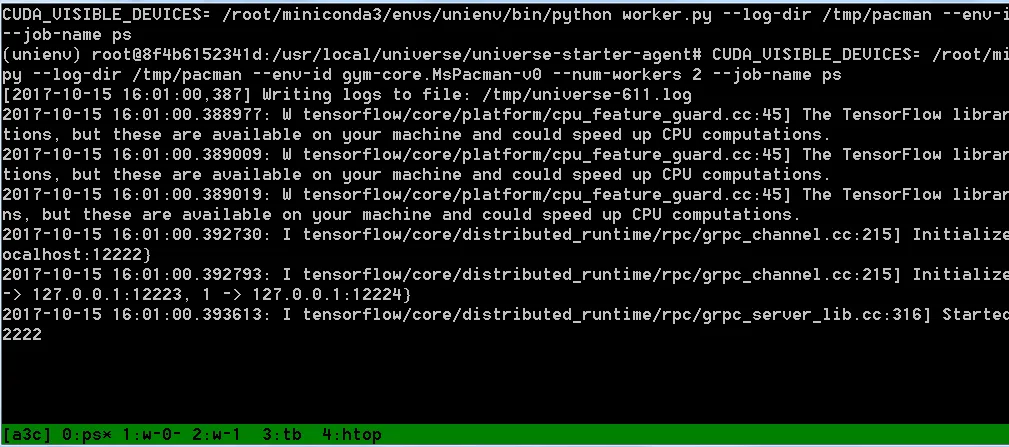 CUDA_VISIBLE_DEVICES= /root/miniconda3/envs/unienv/bin/python worker.py --log-dir /tmp/pacman --env-i
--job-name ps
(unienv) root@8f4b6152341d:/usr/local/universe/universe-starter-agent# CUDA_VISIBLE_DEVICES= /root/mi
py --log-dir /tmp/pacman --env-id gym-core.MsPacman-v0 --num-workers 2 --job-name ps
[2017-10-15 16:01:00,387] Writing logs to file: /tmp/universe-611.log
2017-10-15 16:01:00.388977: W tensorflow/core/platform/cpu_feature_guard.cc:45] The TensorFlow librar
tions, but these are available on your machine and could speed up CPU computations.
2017-10-15 16:01:00.389009: W tensorflow/core/platform/cpu_feature_guard.cc:45] The TensorFlow librar
tions, but these are available on your machine and could speed up CPU computations.
2017-10-15 16:01:00.389019: W tensorflow/core/platform/cpu_feature_guard.cc:45] The TensorFlow librar
ns, but these are available on your machine and could speed up CPU computations.
2017-10-15 16:01:00.392730: I tensorflow/core/distributed_runtime/rpc/grpc_channel.cc:215] Initialize
ocalhost:12222}
2017-10-15 16:01:00.392793: I tensorflow/core/distributed_runtime/rpc/grpc_channel.cc:215] Initialize
-> 127.0.0.1:12223, 1 -> 127.0.0.1:12224}
2017-10-15 16:01:00.393613: I tensorflow/core/distributed_runtime/rpc/grpc_server_lib.cc:316] Started
2222
[a3c] 0:ps* 1:w-0- 2:w-1  3:tb  4:htop